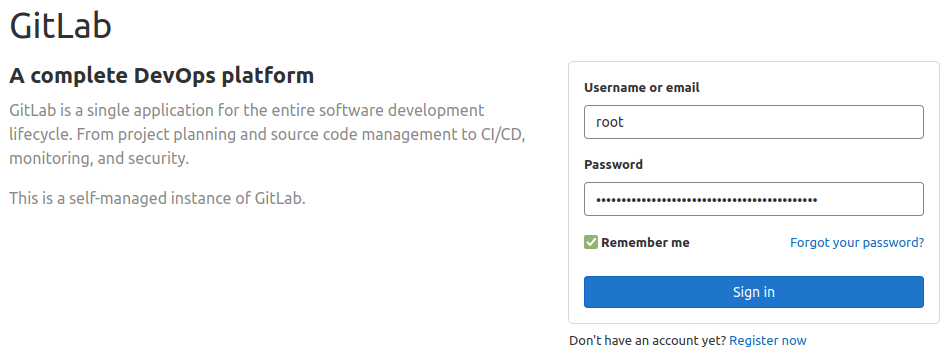 GitLab
A complete DevOps platform
GitLab is a single application for the entire software development
lifecycle. From project planning and source code management to CI/CD,
monitoring, and security.
This is a self-managed instance of GitLab.
Username or email
root
Password
••••••••••••••••••••••••••••••••••••••••••••
Remember me
Forgot your password?
Sign in
Don't have an account yet? Register now